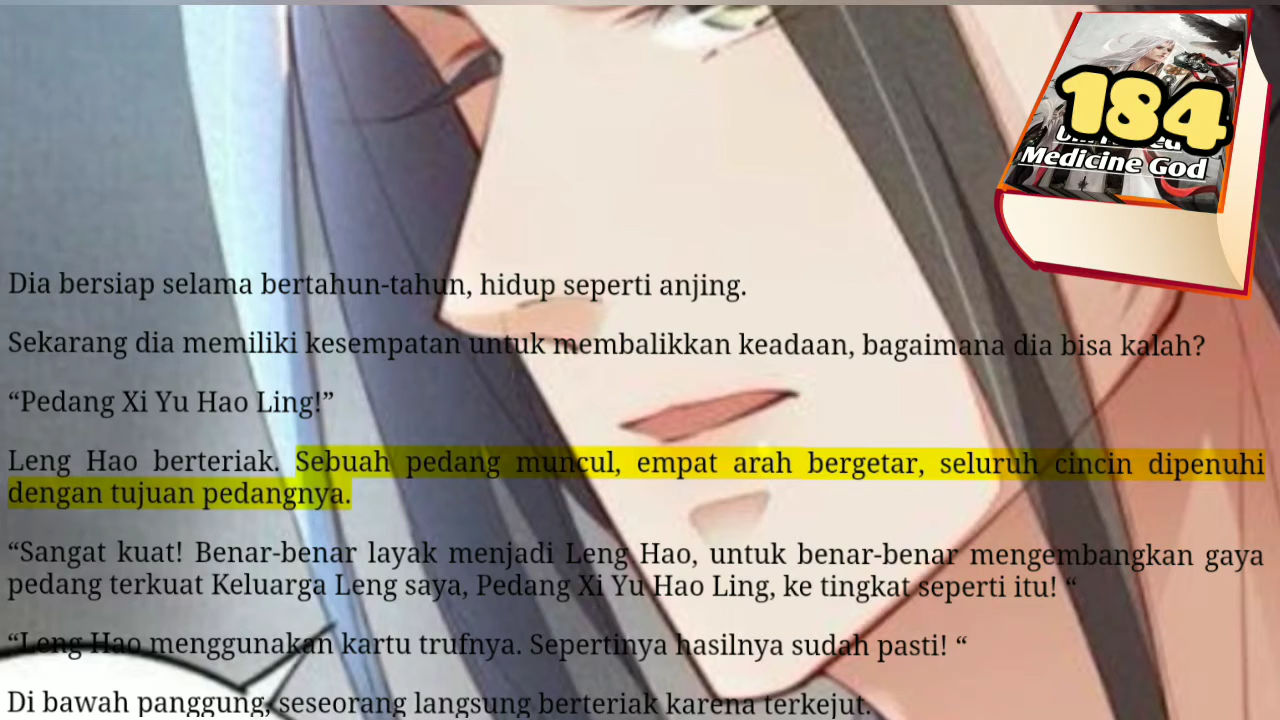 184
Medicine God
Dia bersiap selama bertahun-tahun, hidup seperti anjing.
Sekarang dia memiliki kesempatan untuk membalikkan keadaan, bagaimana dia bisa kalah?
“Pedang Xi Yu Hao Ling!”
Leng Hao berteriak. Sebuah pedang muncul, empat arah bergetar, seluruh cincin dipenuhi
dengan tujuan pedangnya.
“Sangat kuat! Benar-benar layak menjadi Leng Hao, untuk benar-benar mengembangkan gaya
pedang terkuat Keluarga Leng saya, Pedang Xi Yu Hao Ling, ke tingkat seperti itu! “
“Leng Hao menggunakan kartu trufnya. Sepertinya hasilnya sudah pasti! “
Di bawah panggung, seseorang langsung berteriak karena terkejut.